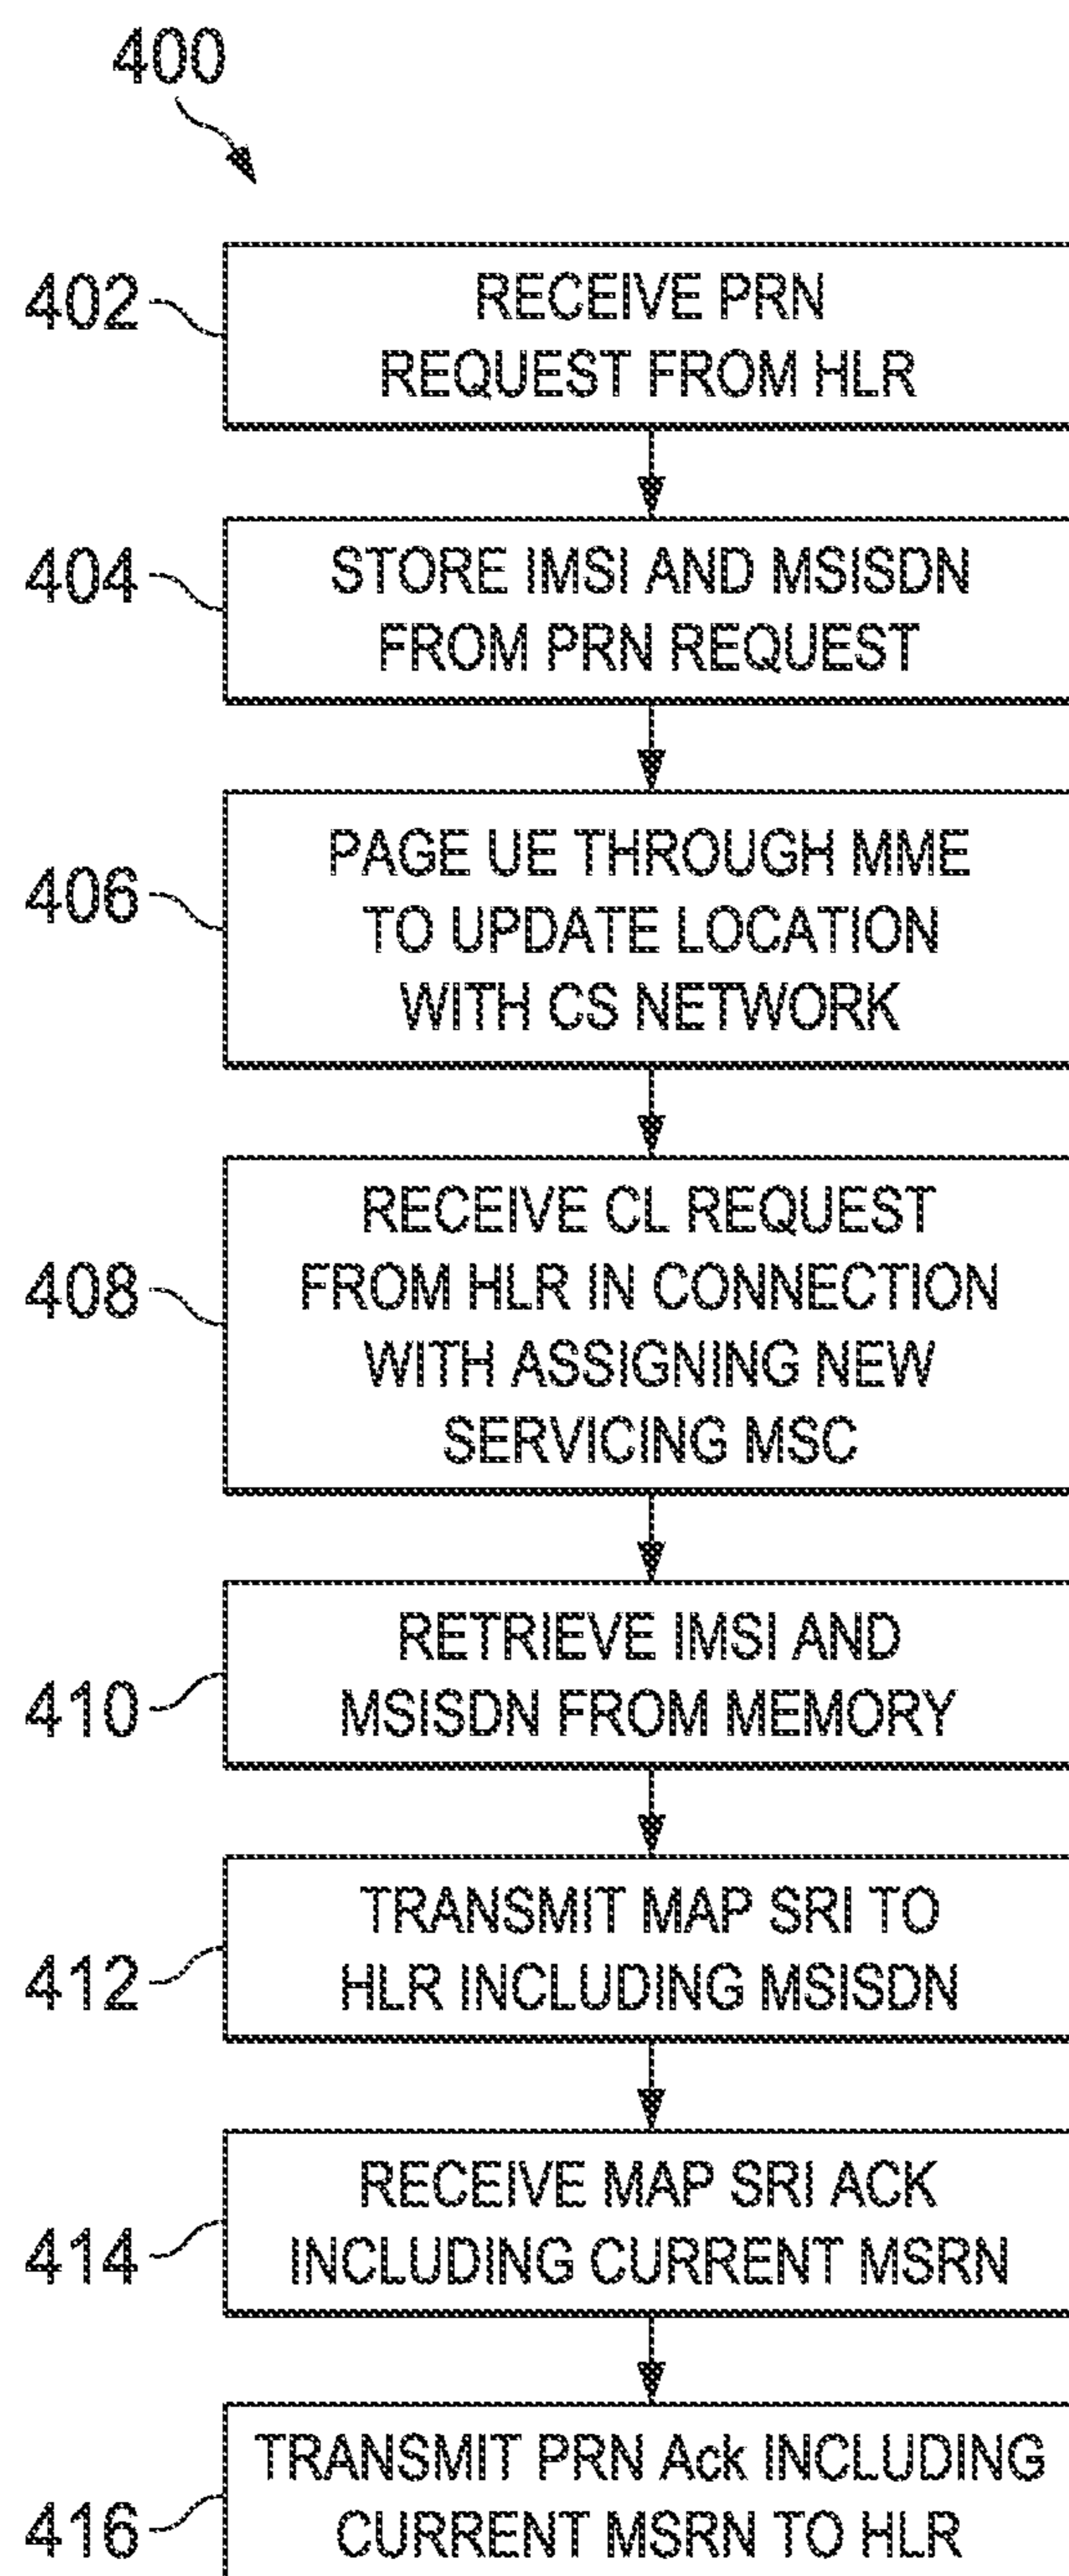 400
402
RECEIVE PRN
REQUEST FROM HLR
404
STORE IMSI AND MSISDN
FROM PRN REQUEST
406
PAGE UE THROUGH MME
TO UPDATE LOCATION
WITH CS NETWORK
408
RECEIVE CL REQUEST
FROM HLR IN CONNECTION
WITH ASSIGNING NEW
SERVICING MSC
410
RETRIEVE IMSI AND
MSISDN FROM MEMORY
412
TRANSMIT MAP SRI TO
HLR INCLUDING MSISDN
414
RECEIVE MAP SRI ACK
INCLUDING CURRENT MSRN
416
TRANSMIT PRN Ack INCLUDING
CURRENT MSRN TO HLR